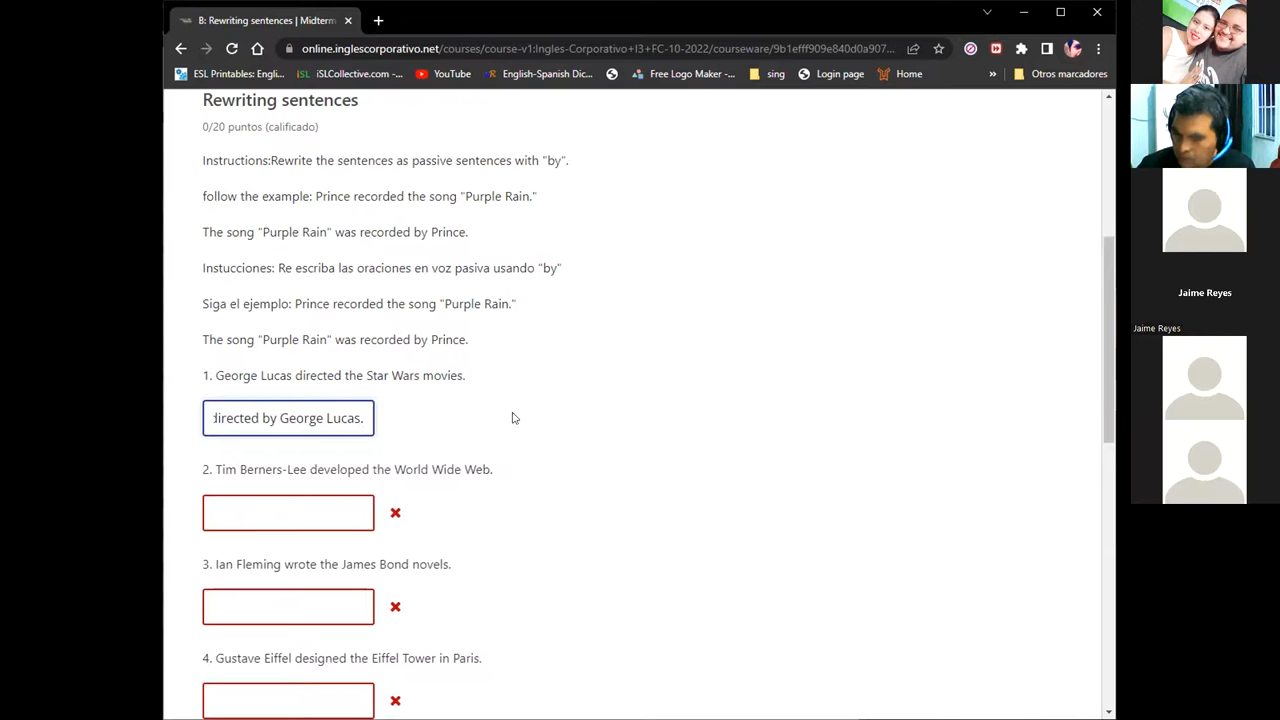 B: Rewriting sentences | Midterm
online.inglescorporativo.net/courses/course-v1:Ingles-Corporativo+I3+FC-10-2022/courseware/9b1efff909e840d0a907...
ESL Printables: Engli...
iSLCollective.com -...
YouTube
English-Spanish Dic...
Free Logo Maker -...
sing
Login page
Home
»
Otros marcadores
Rewriting sentences
0/20 puntos (calificado)
Instructions:Rewrite the sentences as passive sentences with "by".
follow the example: Prince recorded the song "Purple Rain."
The song "Purple Rain" was recorded by Prince.
Instucciones: Re escriba las oraciones en voz pasiva usando "by"
Siga el ejemplo: Prince recorded the song "Purple Rain."
The song "Purple Rain" was recorded by Prince.
1. George Lucas directed the Star Wars movies.
directed by George Lucas.
2. Tim Berners-Lee developed the World Wide Web.
3. Ian Fleming wrote the James Bond novels.
4. Gustave Eiffel designed the Eiffel Tower in Paris.
Jaime Reyes
Jaime Reyes